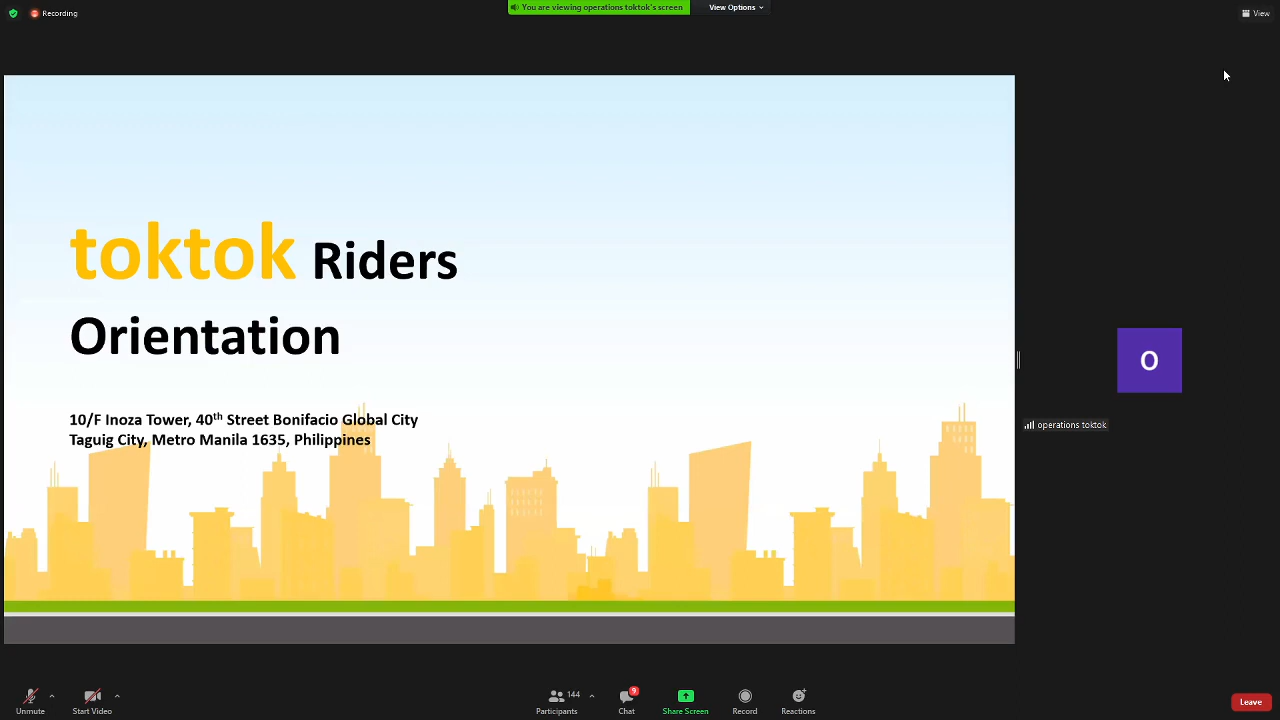 Recording
You are viewing operations toktok's screen
View Options
View
toktok Riders
Orientation
10/F Inoza Tower, 40th Street Bonifacio Global City
Taguig City, Metro Manila 1635, Philippines
O
operations toktok
Unmute
Start Video
144
Participants
9
Chat
Share Screen
Record
Reactions
Leave